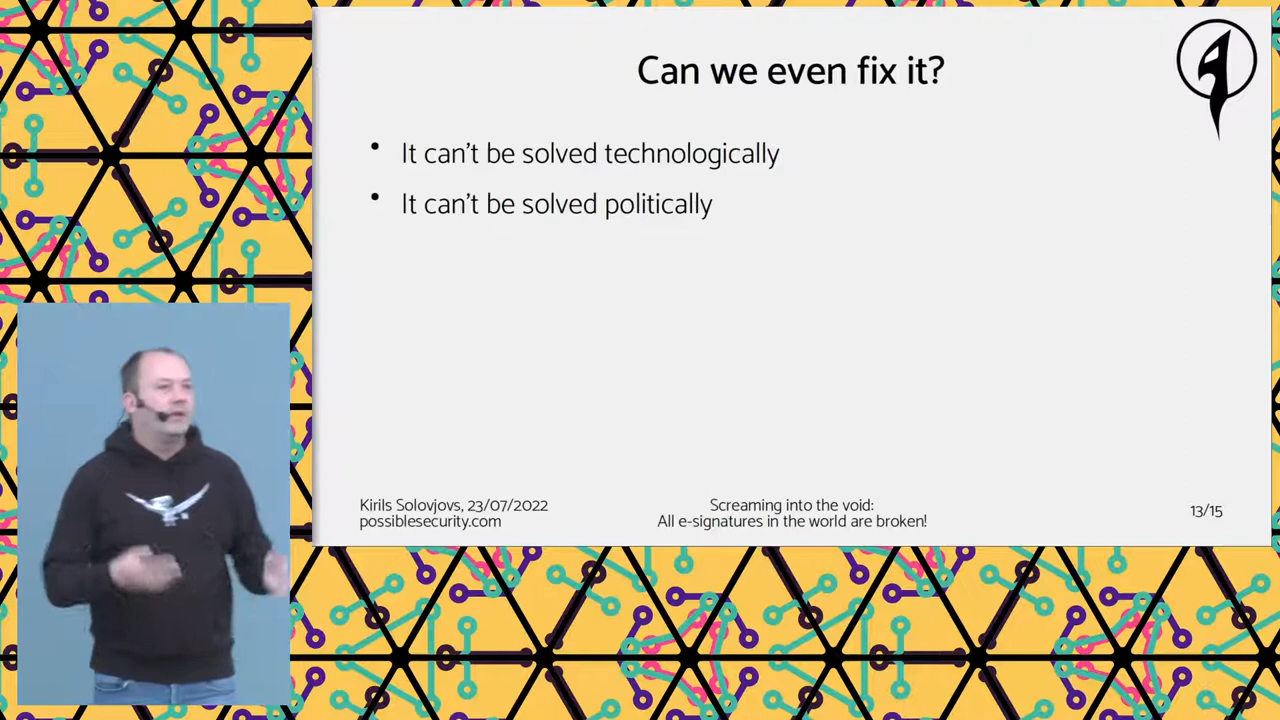 Can we even fix it?
• It can't be solved technologically
• It can't be solved politically
Kirils Solovjovs, 23/07/2022
possiblesecurity.com
Screaming into the void:
All e-signatures in the world are broken!
13/15